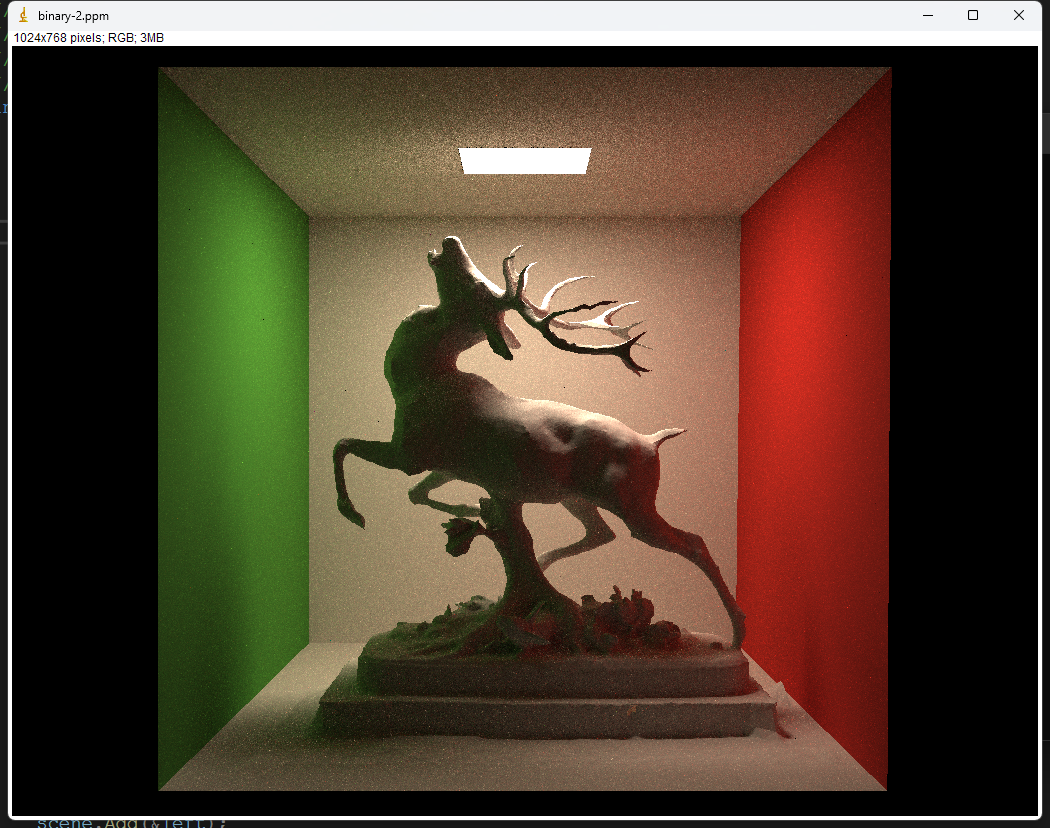 binary-2.ppm
1024x768 pixels; RGB; 3MB
scene.Add(&left);